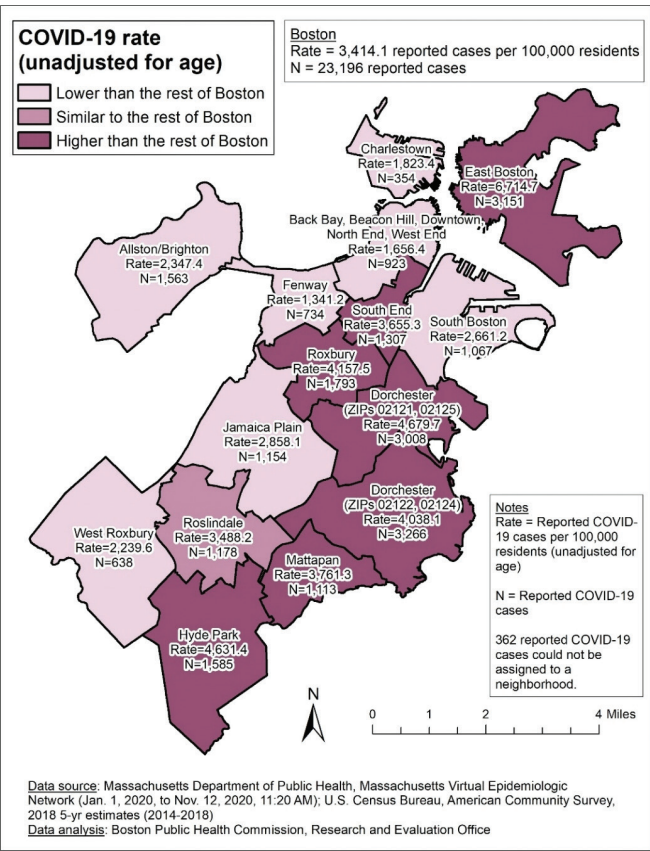 COVID-19 rate
(unadjusted for age)
Lower than the rest of Boston
Similar to the rest of Boston
Higher than the rest of Boston
Boston
Rate = 3,414.1 reported cases per 100,000 residents
N = 23,196 reported cases
Charlestown
Rate=1,823.4
N=354
East Boston
Rate=6,714.7
N=3,151
Back Bay, Beacon Hill, Downtown,
North End, West End
Rate=1,656.4
N=923
Allston/Brighton
Rate=2,347.4
N=1,563
Fenway
Rate=1,341.2
N=734
South End
Rate=3,655.3
N=1,307
South Boston
Rate=2,661.2
N=1,067
Roxbury
Rate=4,157.5
N=1,793
Dorchester
(ZIPs 02121, 02125)
Rate=4,679.7
N=3,008
Jamaica Plain
Rate=2,858.1
N=1,154
Dorchester
(ZIPs 02122, 02124)
Rate=4,038.1
N=3,266
West Roxbury
Rate=2,239.6
N=638
Roslindale
Rate=3,488.2
N=1,178
Mattapan
Rate=3,761.3
N=1,113
Hyde Park
Rate=4,631.4
N=1,585
Notes
Rate = Reported COVID-
19 cases per 100,000
residents (unadjusted for
age)
N = Reported COVID-19
cases
362 reported COVID-19
cases could not be
assigned to a
neighborhood.
N
0 1 2 4 Miles
Data source: Massachusetts Department of Public Health, Massachusetts Virtual Epidemiologic
Network (Jan. 1, 2020, to Nov. 12, 2020, 11:20 AM); U.S. Census Bureau, American Community Survey,
2018 5-yr estimates (2014-2018)
Data analysis: Boston Public Health Commission, Research and Evaluation Office